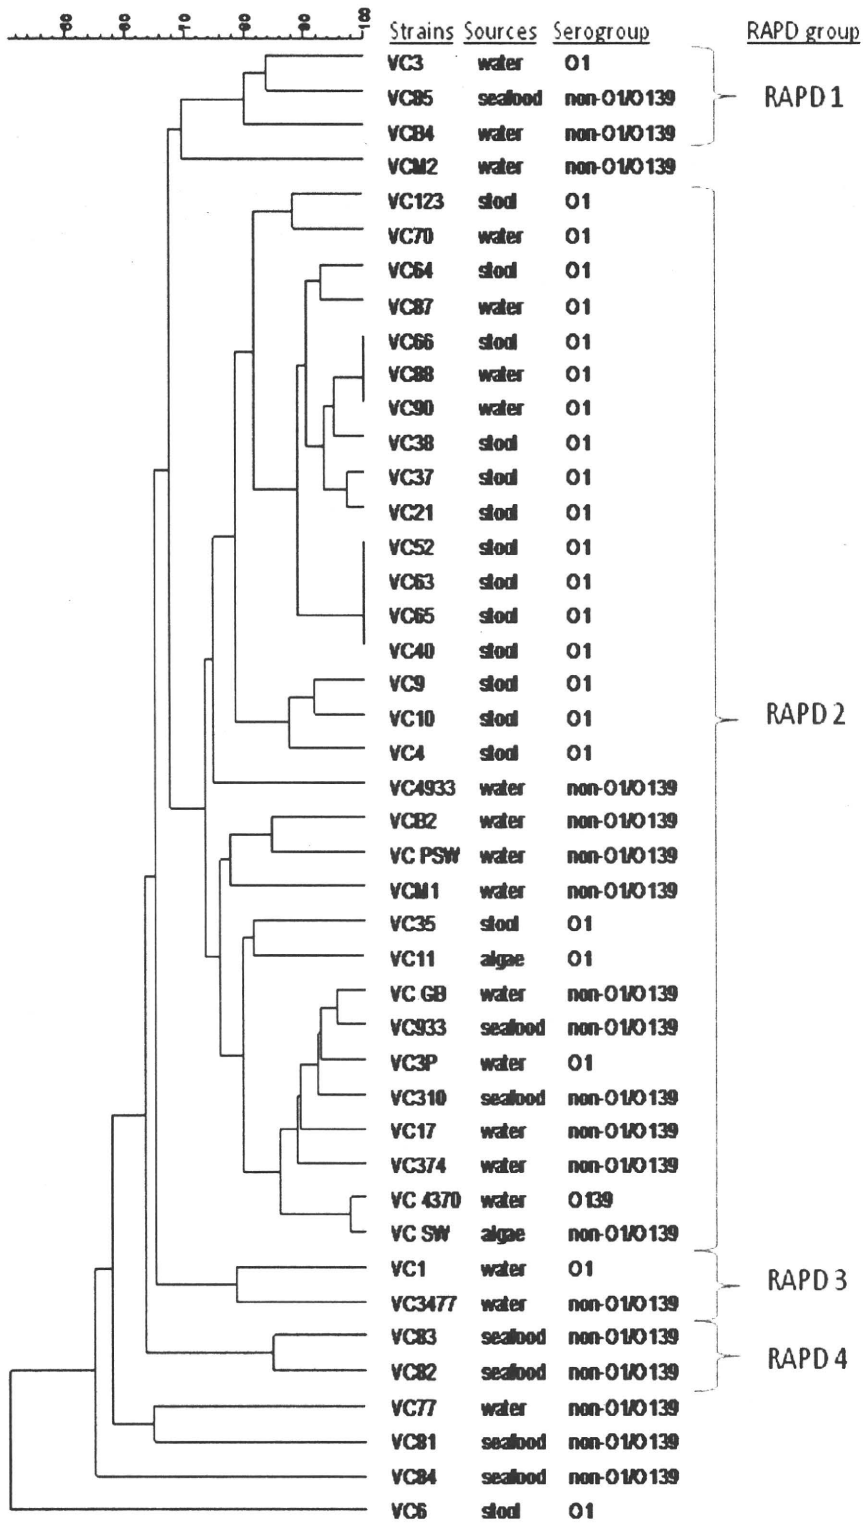 50 60 70 80 90 100
Strains Sources Serogroup RAPD group
VC3 water O1
VC85 seafood non-O1/O139
RAPD 1
VCB4 water non-O1/O139
VCM2 water non-O1/O139
VC123 stool O1
VC70 water O1
VC64 stool O1
VC87 water O1
VC66 stool O1
VC88 water O1
VC90 water O1
VC38 stool O1
VC37 stool O1
VC21 stool O1
VC52 stool O1
VC63 stool O1
VC65 stool O1
VC40 stool O1
VC9 stool O1
VC10 stool O1
RAPD 2
VC4 stool O1
VC4933 water non-O1/O139
VCB2 water non-O1/O139
VC PSW water non-O1/O139
VCM1 water non-O1/O139
VC35 stool O1
VC11 algae O1
VC GB water non-O1/O139
VC933 seafood non-O1/O139
VC3P water O1
VC310 seafood non-O1/O139
VC17 water non-O1/O139
VC374 water non-O1/O139
VC 4370 water O139
VC SW algae non-O1/O139
VC1 water O1
RAPD 3
VC3477 water non-O1/O139
VC83 seafood non-O1/O139
RAPD 4
VC82 seafood non-O1/O139
VC77 water non-O1/O139
VC81 seafood non-O1/O139
VC84 seafood non-O1/O139
VC6 stool O1